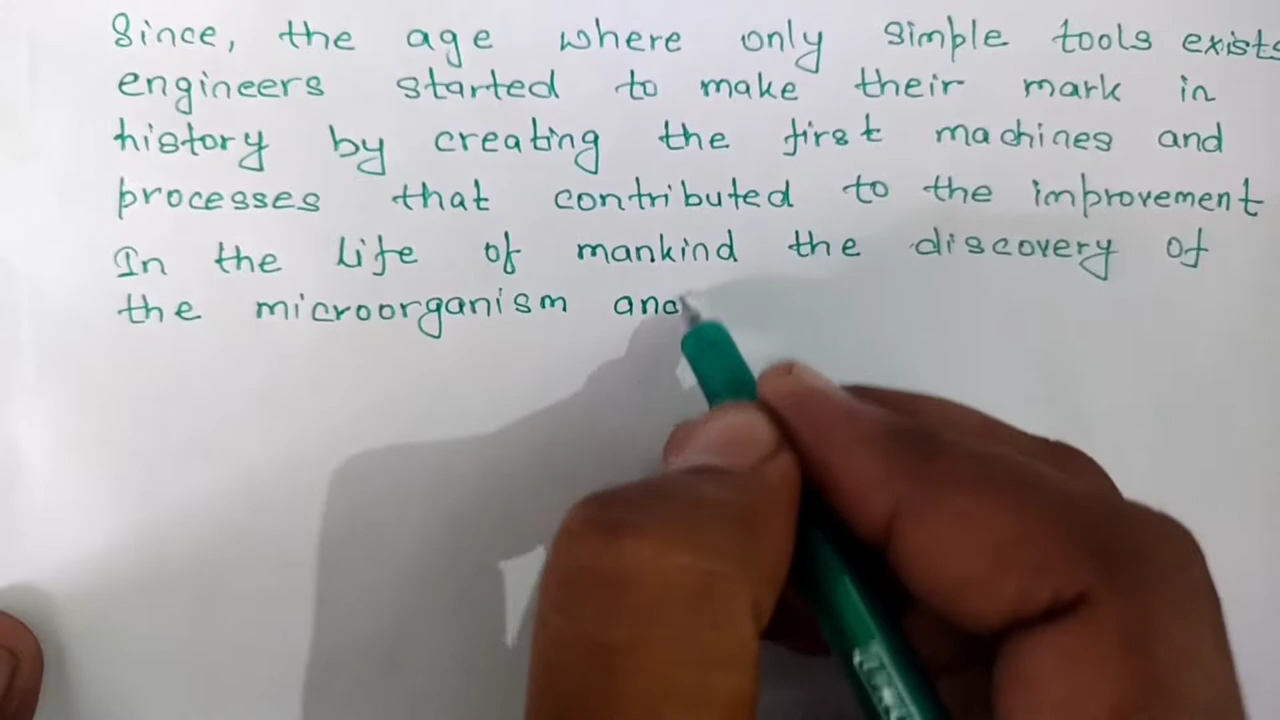 Since, the age where only simple tools exists
engineers started to make their mark in
history by creating the first machines and
processes that contributed to the improvement
In the life of mankind the discovery of
the microorganism and